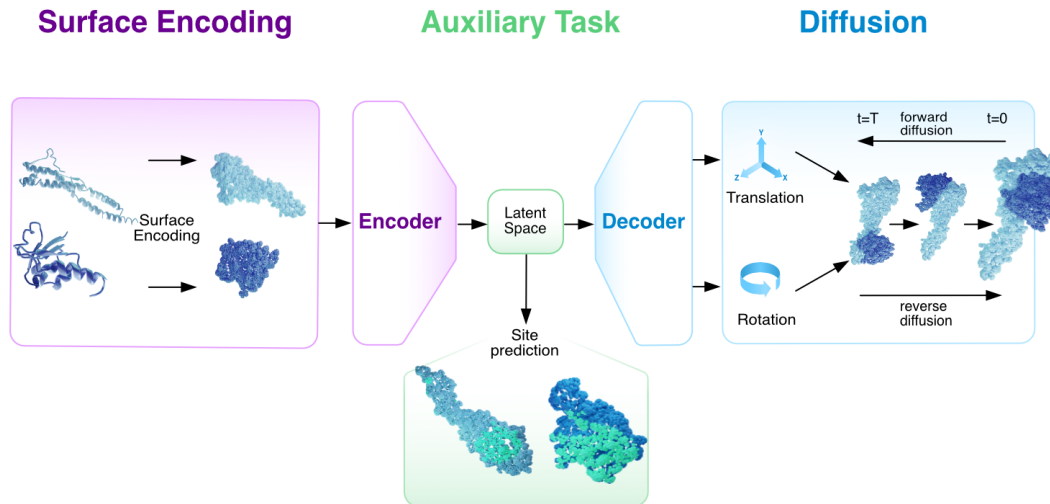 Surface Encoding
Auxiliary Task
Diffusion
Surface
Encoding
Encoder
Latent
Space
Decoder
Site
prediction
Y
Z
X
Translation
Rotation
t=T
forward
diffusion
t=0
reverse
diffusion